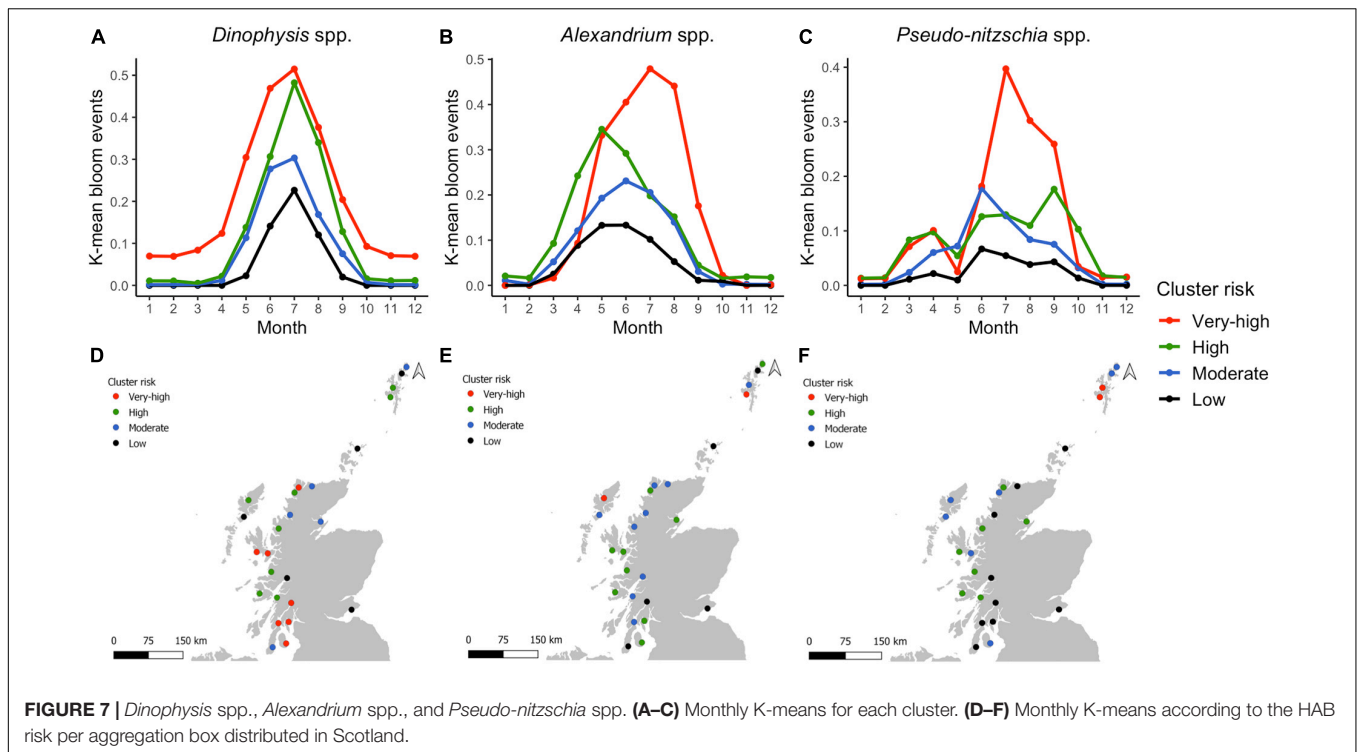 A Dinophysis spp.
B Alexandrium spp.
C Pseudo-nitzschia spp.
K-mean bloom events
0.5
0.4
0.3
0.2
0.1
0.0
1 2 3 4 5 6 7 8 9 10 11 12
Month
K-mean bloom events
0.5
0.4
0.3
0.2
0.1
0.0
1 2 3 4 5 6 7 8 9 10 11 12
Month
K-mean bloom events
0.4
0.3
0.2
0.1
0.0
1 2 3 4 5 6 7 8 9 10 11 12
Month
Cluster risk
Very-high
High
Moderate
Low
D
Cluster risk
Very-high
High
Moderate
Low
0 75 150 km
E
Cluster risk
Very-high
High
Moderate
Low
0 75 150 km
F
Cluster risk
Very-high
High
Moderate
Low
0 75 150 km
FIGURE 7 | Dinophysis spp., Alexandrium spp., and Pseudo-nitzschia spp. (A–C) Monthly K-means for each cluster. (D–F) Monthly K-means according to the HAB
risk per aggregation box distributed in Scotland.